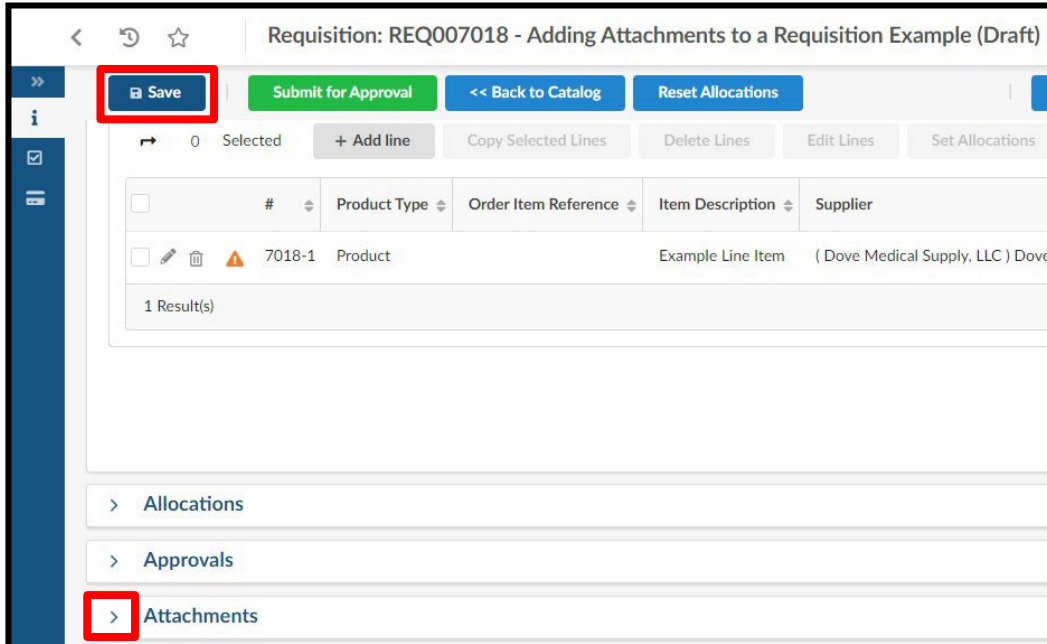 Requisition: REQ007018 - Adding Attachments to a Requisition Example (Draft)
Save Submit for Approval << Back to Catalog Reset Allocations
0 Selected + Add line Copy Selected Lines Delete Lines Edit Lines Set Allocations
# Product Type Order Item Reference Item Description Supplier
7018-1 Product Example Line Item ( Dove Medical Supply, LLC ) Dove
1 Result(s)
Allocations
Approvals
Attachments